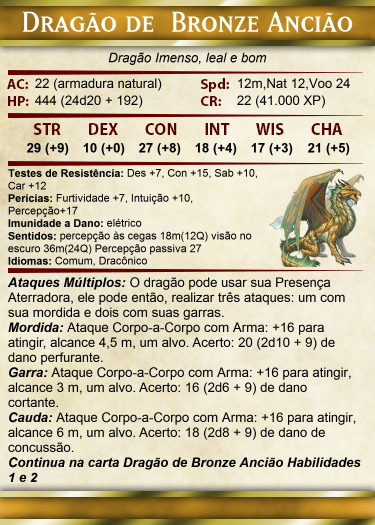 Dragão de Bronze Ancião
Dragão Imenso, leal e bom
AC: 22 (armadura natural) Spd: 12m,Nat 12,Voo 24
HP: 444 (24d20 + 192) CR: 22 (41.000 XP)
STR DEX CON INT WIS CHA
29 (+9) 10 (+0) 27 (+8) 18 (+4) 17 (+3) 21 (+5)
Testes de Resistência: Des +7, Con +15, Sab +10,
Car +12
Perícias: Furtividade +7, Intuição +10,
Percepção+17
Imunidade a Dano: elétrico
Sentidos: percepção às cegas 18m(12Q) visão no
escuro 36m(24Q) Percepção passiva 27
Idiomas: Comum, Dracônico
Ataques Múltiplos: O dragão pode usar sua Presença
Aterradora, ele pode então, realizar três ataques: um com
sua mordida e dois com suas garras.
Mordida: Ataque Corpo-a-Corpo com Arma: +16 para
atingir, alcance 4,5 m, um alvo. Acerto: 20 (2d10 + 9) de
dano perfurante.
Garra: Ataque Corpo-a-Corpo com Arma: +16 para atingir,
alcance 3 m, um alvo. Acerto: 16 (2d6 + 9) de dano
cortante.
Cauda: Ataque Corpo-a-Corpo com Arma: +16 para atingir,
alcance 6 m, um alvo. Acerto: 18 (2d8 + 9) de dano de
concussão.
Continua na carta Dragão de Bronze Ancião Habilidades
1 e 2